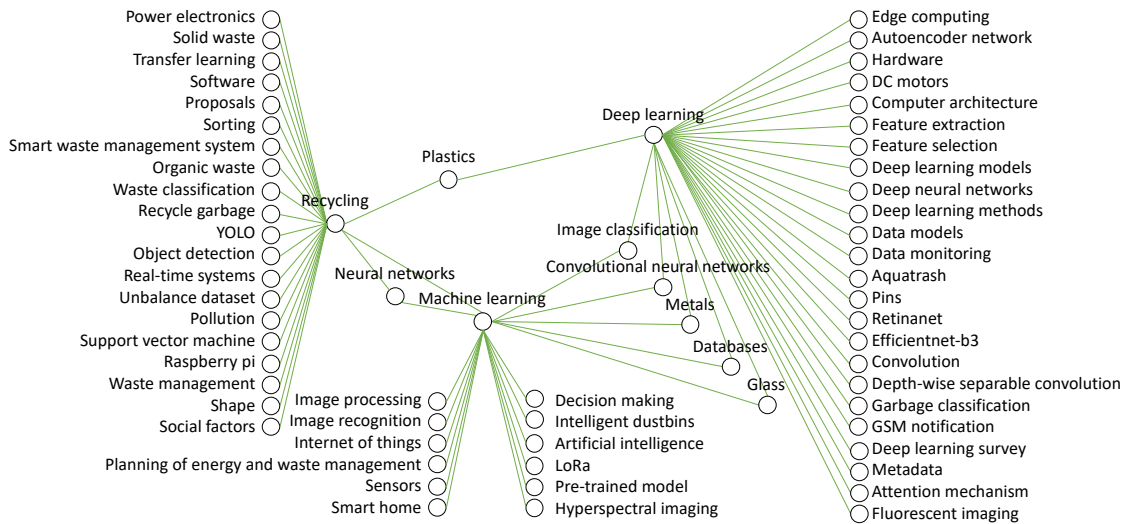 Power electronics
Solid waste
Transfer learning
Software
Proposals
Sorting
Smart waste management system
Organic waste
Waste classification
Recycle garbage
YOLO
Object detection
Real-time systems
Unbalance dataset
Pollution
Support vector machine
Raspberry pi
Waste management
Shape
Social factors
Recycling
Plastics
Neural networks
Machine learning
Deep learning
Image classification
Convolutional neural networks
Metals
Databases
Glass
Image processing
Image recognition
Internet of things
Planning of energy and waste management
Sensors
Smart home
Decision making
Intelligent dustbins
Artificial intelligence
LoRa
Pre-trained model
Hyperspectral imaging
Edge computing
Autoencoder network
Hardware
DC motors
Computer architecture
Feature extraction
Feature selection
Deep learning models
Deep neural networks
Deep learning methods
Data models
Data monitoring
Aquatrash
Pins
Retinanet
Efficientnet-b3
Convolution
Depth-wise separable convolution
Garbage classification
GSM notification
Deep learning survey
Metadata
Attention mechanism
Fluorescent imaging